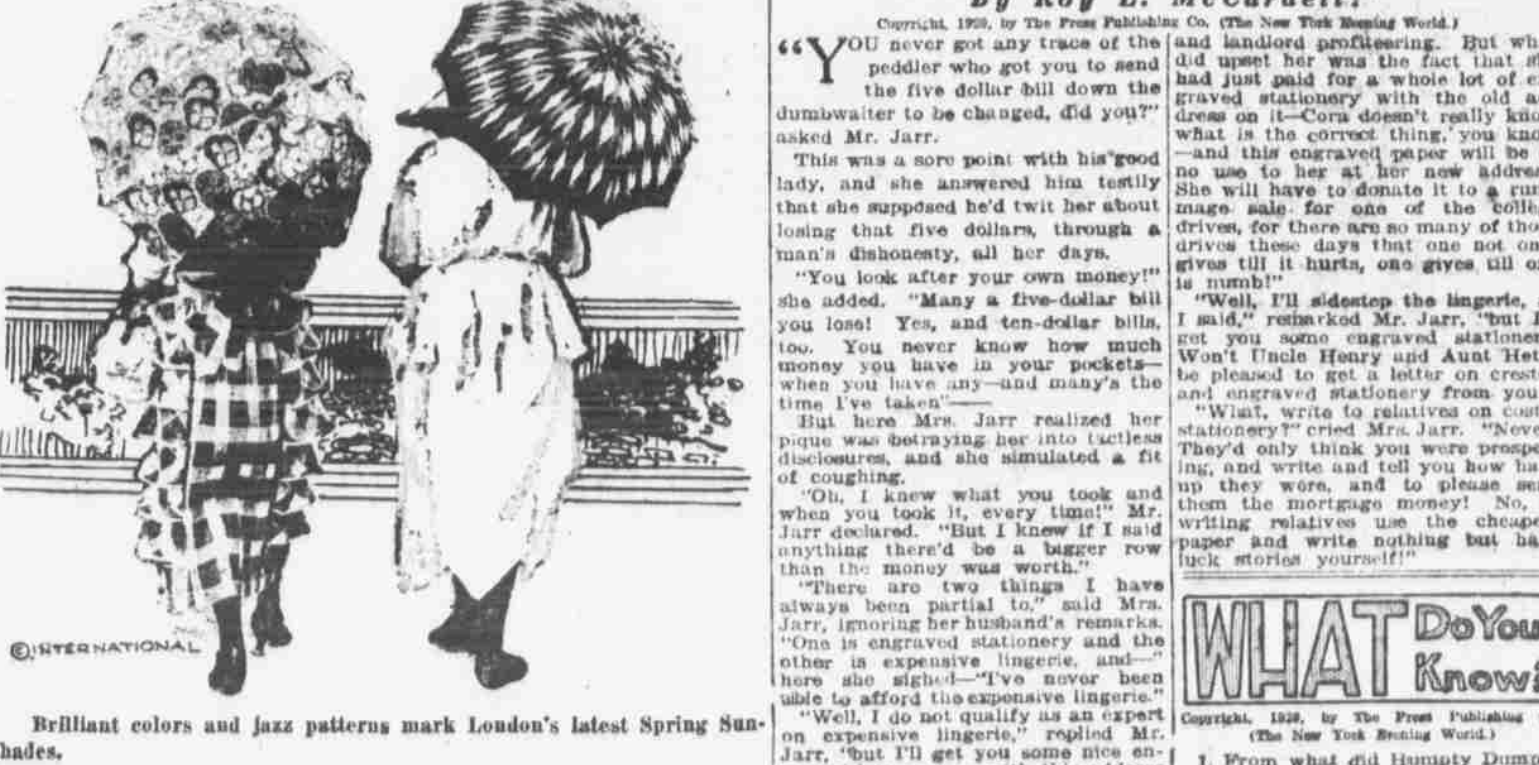 © INTERNATIONAL
Brilliant colors and jazz patterns mark London's latest Spring Sun-
hades.
By Roy L. McCardell.
Copyright, 1920, by The Press Publishing Co. (The New York Evening World.)
“YOU never got any trace of the
peddler who got you to send
the five dollar bill down the
dumbwaiter to be changed, did you?"
asked Mr. Jarr.
This was a sore point with his good
lady, and she answered him testily
that she supposed he'd twit her about
losing that five dollars, through a
man's dishonesty, all her days.
"You look after your own money!"
she added. "Many a five-dollar bill
you lose! Yes, and ten-dollar bills,
too. You never know how much
money you have in your pockets—
when you have any—and many's the
time I've taken"——
But here Mrs. Jarr realized her
pique was betraying her into tactless
disclosures, and she simulated a fit
of coughing.
"Oh, I knew what you took and
when you took it, every time!" Mr.
Jarr declared. "But I knew if I said
anything there'd be a bigger row
than the money was worth."
"There are two things I have
always been partial to," said Mrs.
Jarr, ignoring her husband's remarks.
"One is engraved stationery and the
other is expensive lingerie, and—"
here she sighed—"I've never been
able to afford the expensive lingerie."
"Well, I do not qualify as an expert
on expensive lingerie," replied Mr.
Jarr, "but I'll get you some nice en-
and landlord profiteering. But wh
did upset her was the fact that s
had just paid for a whole lot of
graved stationery with the old a
dress on it—Cora doesn't really kno
what is the correct thing, you kno
—and this engraved paper will be
no use to her at her new addres
She will have to donate it to a rum
mage sale for one of the colle
drives, for there are so many of tho
drives these days that one not on
gives till it hurts, one gives till o
is numb!"
"Well, I'll sidestep the lingerie,
I said," remarked Mr. Jarr, "but I
get you some engraved stationer
Won't Uncle Henry and Aunt Het
be pleased to get a letter on crest
and engraved stationery from you
"What, write to relatives on cos
stationery?" cried Mrs. Jarr. "Neve
They'd only think you were prospe
ing, and write and tell you how ha
up they were, and to please se
them the mortgage money! No,
writing relatives use the cheape
paper and write nothing but ha
luck stories yourself!"
WHAT Do You
Know?
Copyright, 1920, by The Press Publishing
(The New York Evening World.)
1. From what did Humpty Dum